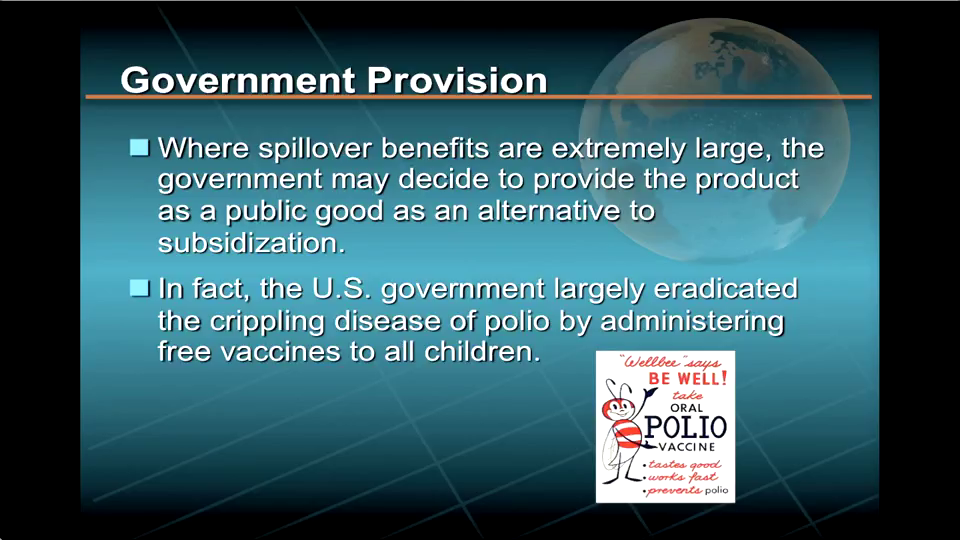 Government Provision
Where spillover benefits are extremely large, the
government may decide to provide the product
as a public good as an alternative to
subsidization.
In fact, the U.S. government largely eradicated
the crippling disease of polio by administering
free vaccines to all children.
"Wellbee" says
BE WELL!
take
ORAL
POLIO
VACCINE
• tastes good
• works fast
• prevents polio